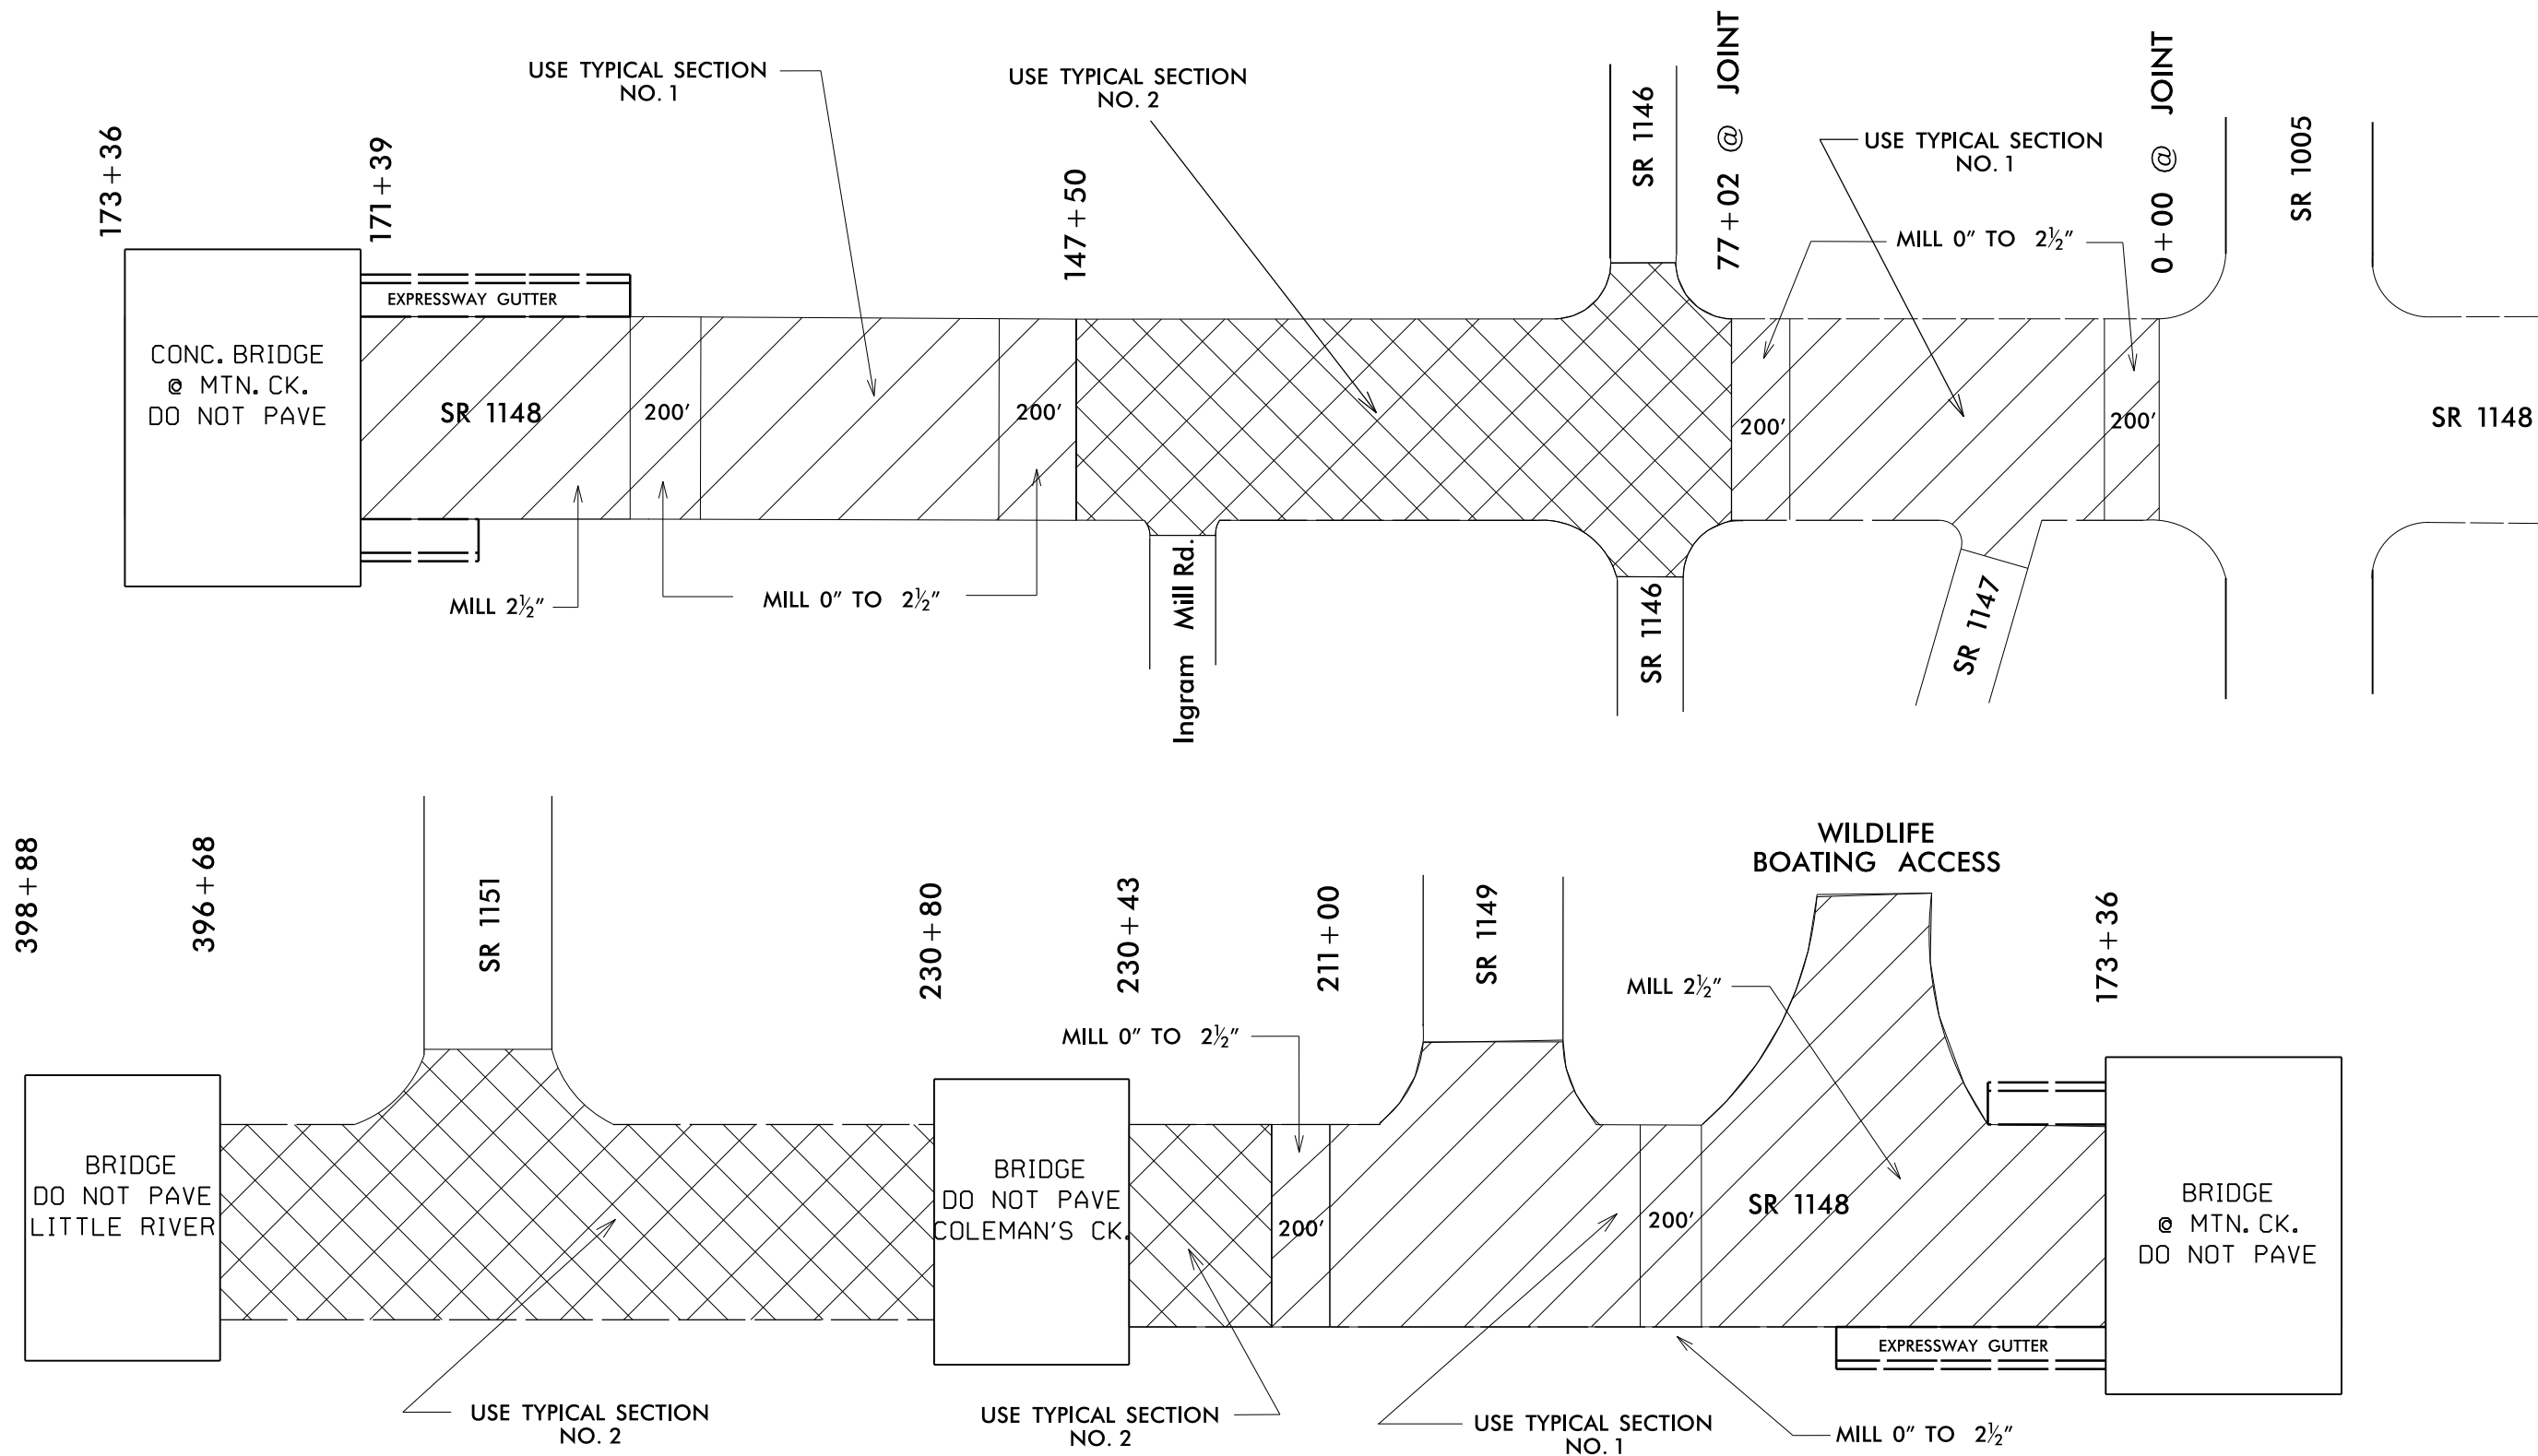 USE TYPICAL SECTION
NO. 1
USE TYPICAL SECTION
NO. 2
173+36
171+39
147+50
SR 1146
77+02 @ JOINT
USE TYPICAL SECTION
NO. 1
0+00 @ JOINT
SR 1005
MILL 0" TO 2½"
EXPRESSWAY GUTTER
CONC. BRIDGE
@ MTN. CK.
DO NOT PAVE
SR 1148
200'
200'
200'
200'
SR 1148
MILL 2½"
MILL 0" TO 2½"
Ingram Mill Rd.
SR 1146
SR 1147
398+88
396+68
SR 1151
230+80
230+43
211+00
SR 1149
WILDLIFE
BOATING ACCESS
173+36
MILL 2½"
MILL 0" TO 2½"
BRIDGE
DO NOT PAVE
LITTLE RIVER
BRIDGE
DO NOT PAVE
COLEMAN'S CK.
200'
200'
SR 1148
BRIDGE
@ MTN. CK.
DO NOT PAVE
EXPRESSWAY GUTTER
USE TYPICAL SECTION
NO. 2
USE TYPICAL SECTION
NO. 2
USE TYPICAL SECTION
NO. 1
MILL 0" TO 2½"